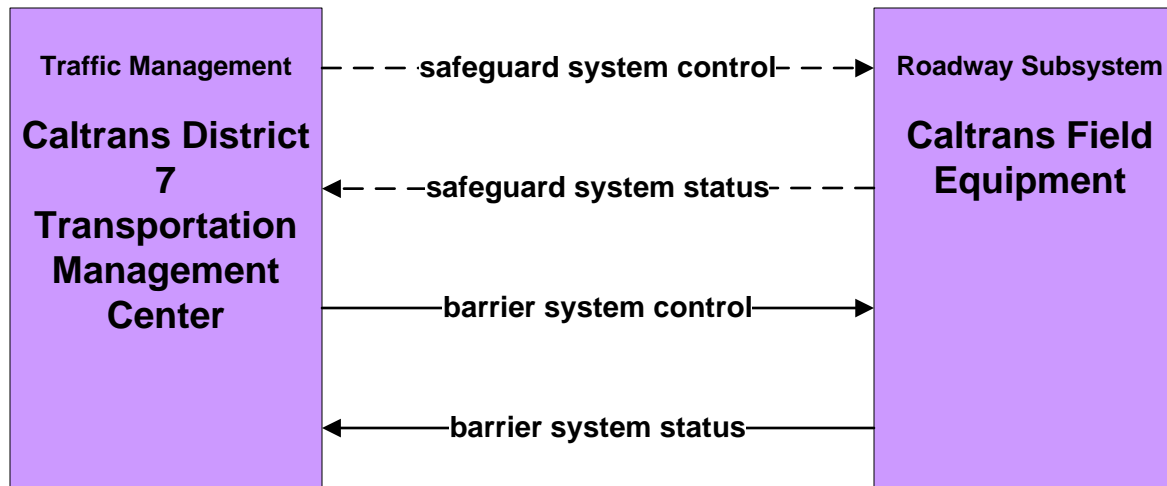 Traffic Management
safeguard system control
Roadway Subsystem
Caltrans District
7
Transportation
Management
Center
Caltrans Field
Equipment
safeguard system status
barrier system control
barrier system status